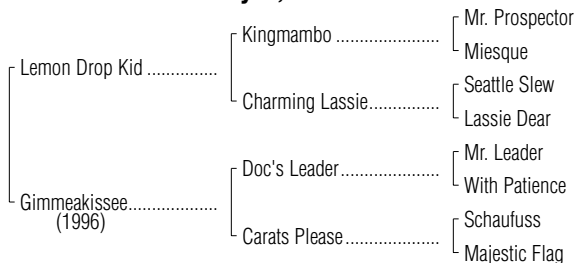 Mr. Prospector
Kingmambo ....................
Miesque
Lemon Drop Kid ...............
Seattle Slew
Charming Lassie...............
Lassie Dear
Mr. Leader
Doc's Leader ....................
With Patience
Gimmeakissee...................
(1996)
Schaufuss
Carats Please....................
Majestic Flag